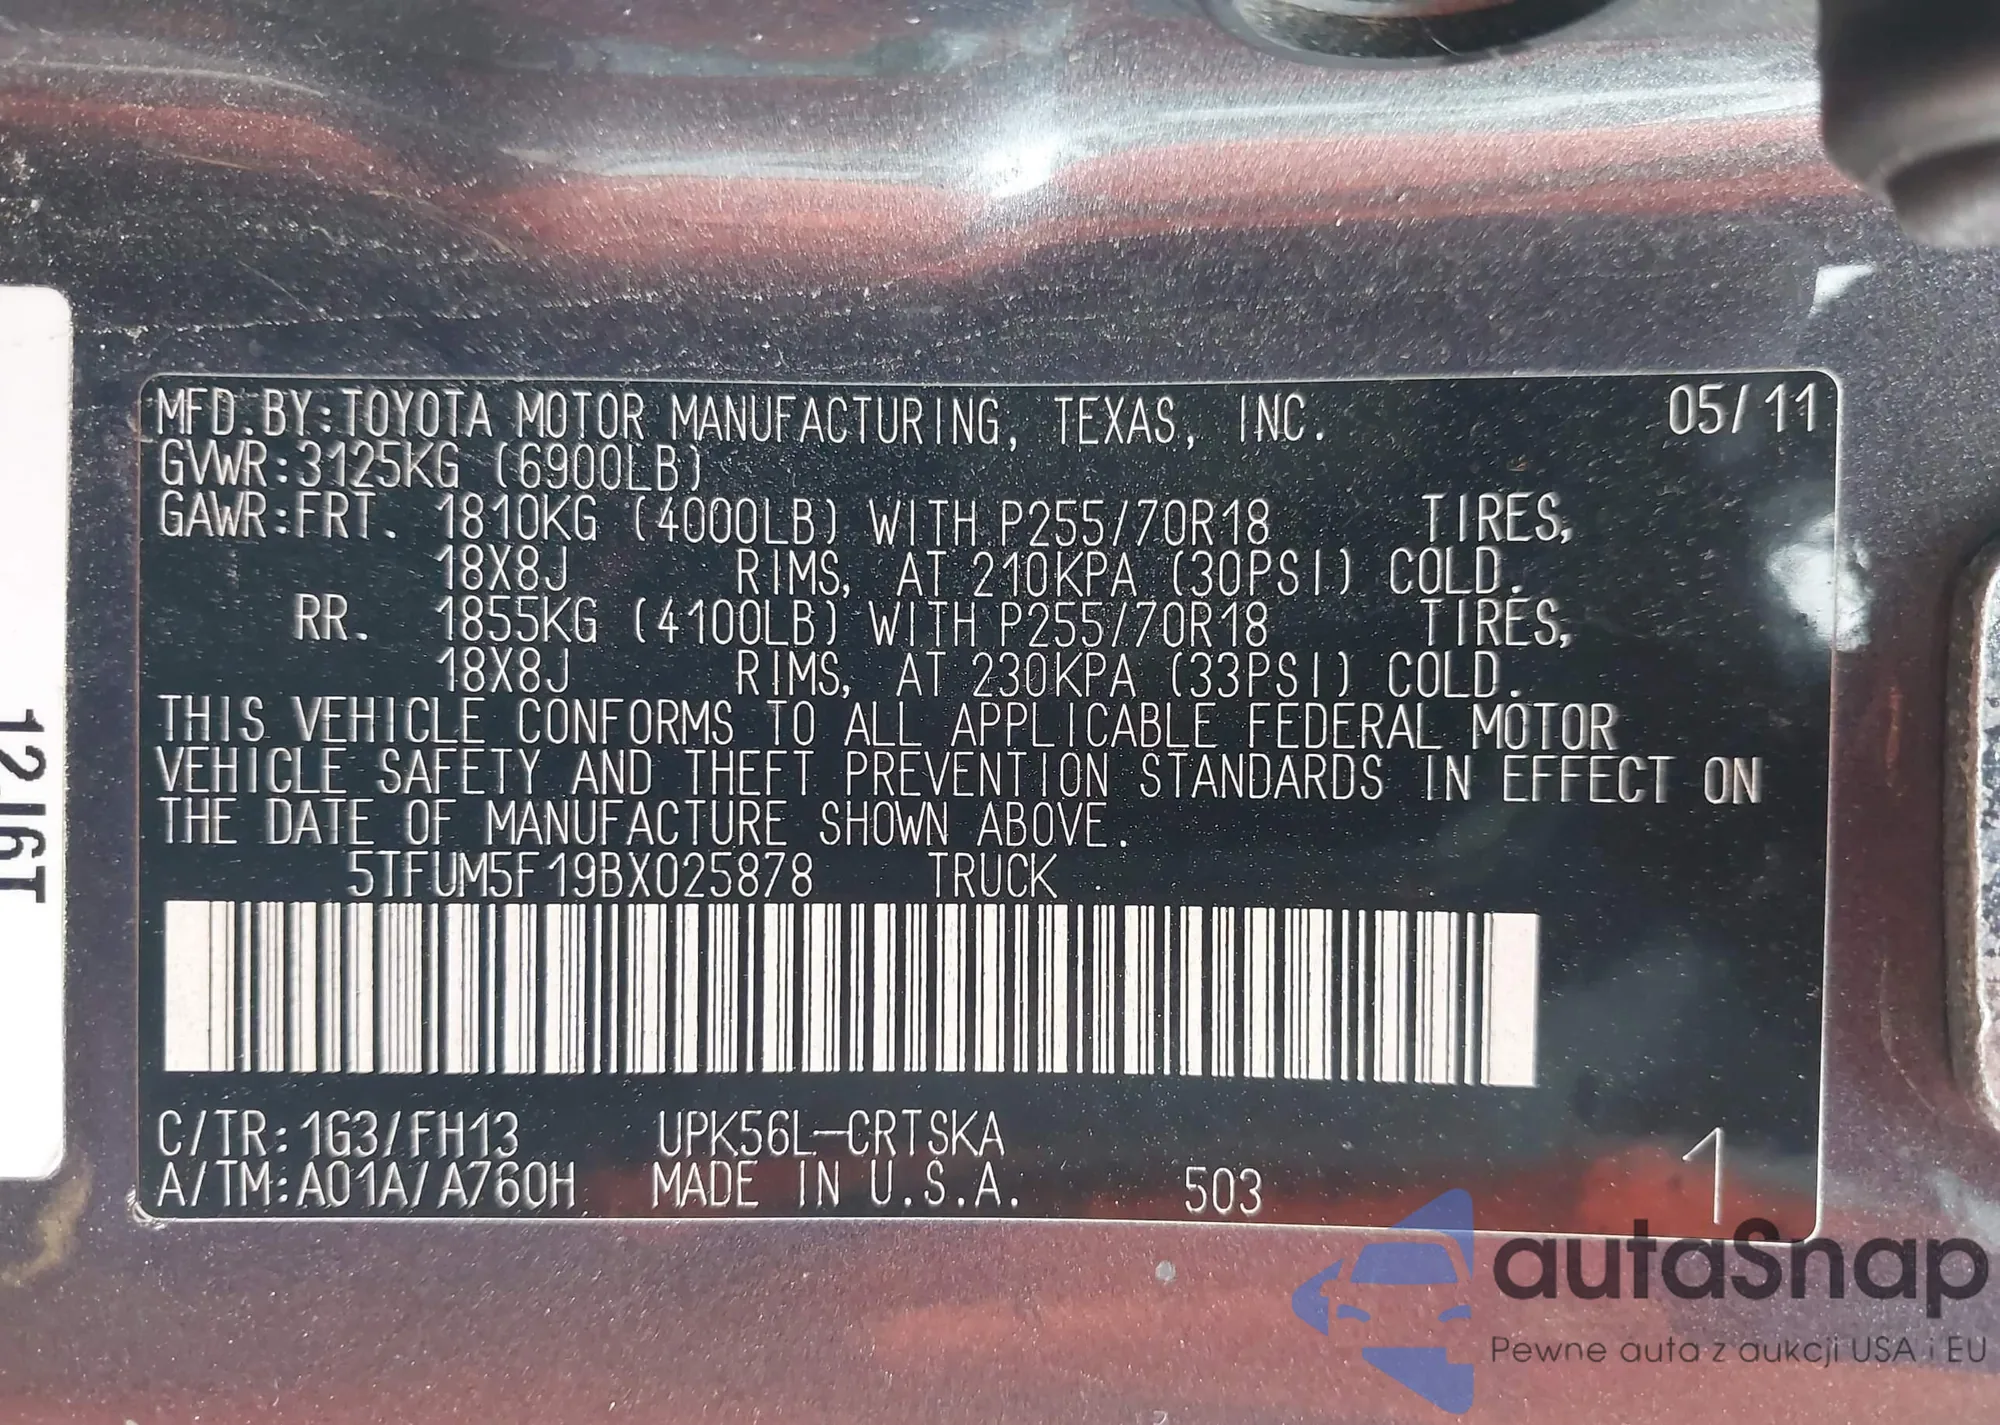 MFD.BY:TOYOTA MOTOR MANUFACTURING, TEXAS, INC. 05/11
GVWR:3125KG (6900LB)
GAWR:FRT. 1810KG (4000LB) WITH P255/70R18 TIRES,
18X8J RIMS, AT 210KPA (30PSI) COLD.
RR. 1855KG (4100LB) WITH P255/70R18 TIRES,
18X8J RIMS, AT 230KPA (33PSI) COLD.
THIS VEHICLE CONFORMS TO ALL APPLICABLE FEDERAL MOTOR
VEHICLE SAFETY AND THEFT PREVENTION STANDARDS IN EFFECT ON
THE DATE OF MANUFACTURE SHOWN ABOVE.
5TFUM5F19BX025878 TRUCK
C/TR:1G3/FH13 UPK56L-CRTSKA
A/TM:A01A/A760H MADE IN U.S.A. 503 1
12J6T
autaSnap
Pewne auta z aukcji USA i EU